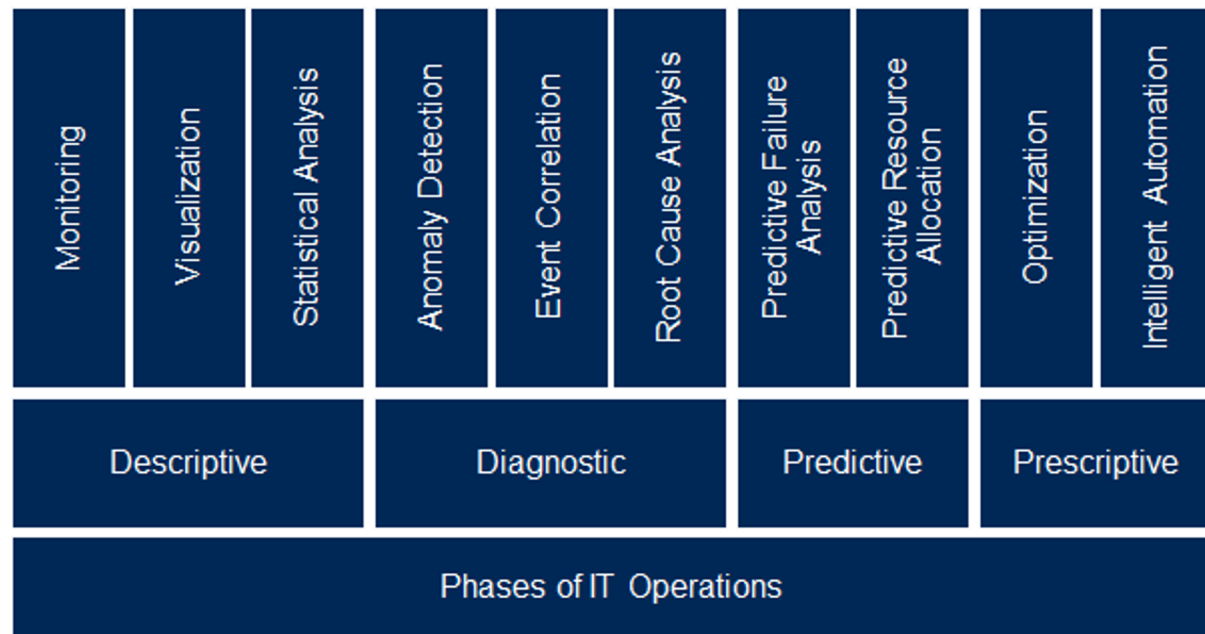 Monitoring
Visualization
Statistical Analysis
Anomaly Detection
Event Correlation
Root Cause Analysis
Predictive Failure
Analysis
Predictive Resource
Allocation
Optimization
Intelligent Automation
Descriptive
Diagnostic
Predictive
Prescriptive
Phases of IT Operations